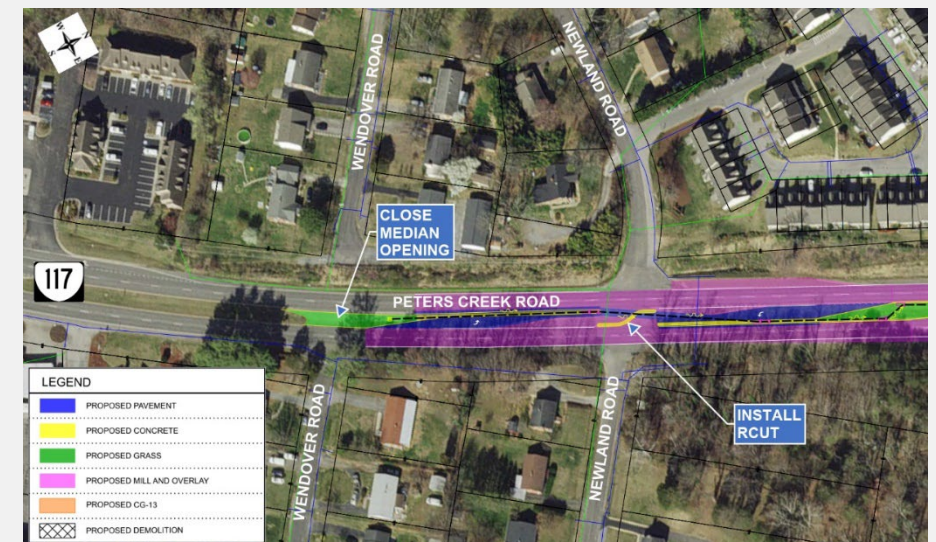 WENDOVER ROAD
NEWLAND ROAD
CLOSE
MEDIAN
OPENING
117
PETERS CREEK ROAD
LEGEND
PROPOSED PAVEMENT
PROPOSED CONCRETE
PROPOSED GRASS
PROPOSED MILL AND OVERLAY
PROPOSED CG-13
PROPOSED DEMOLITION
WENDOVER ROAD
NEWLAND ROAD
INSTALL
RCUT